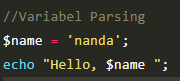 //Variabel Parsing
$name = 'nanda';
echo "Hello, $name ";